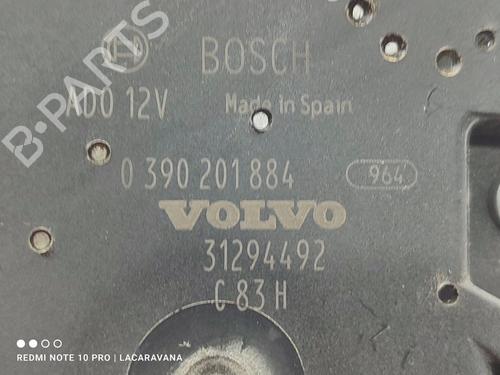 BOSCH
ADO 12V Made in Spain
0 390 201 884 964
VOLVO
31294492
C 83 H
B-PARTS
REDMI NOTE 10 PRO | LACARAVANA